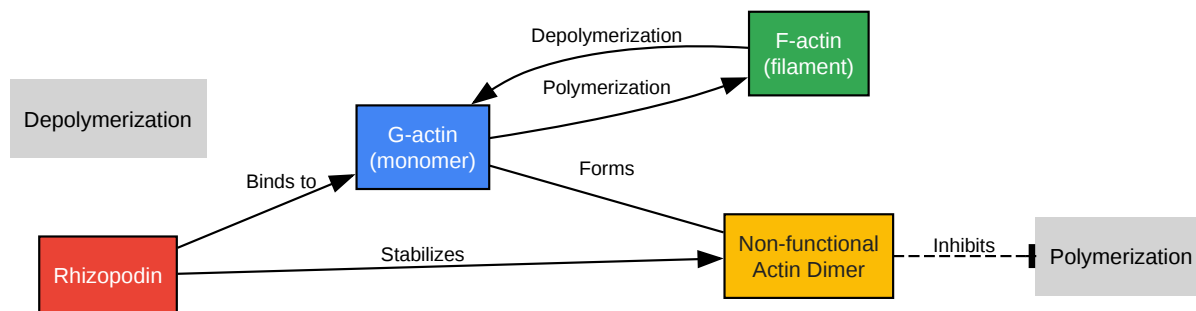 Depolymerization
F-actin
(filament)
Polymerization
Depolymerization
G-actin
(monomer)
Binds to
Forms
Rhizopodin
Stabilizes
Non-functional
Actin Dimer
Inhibits
Polymerization